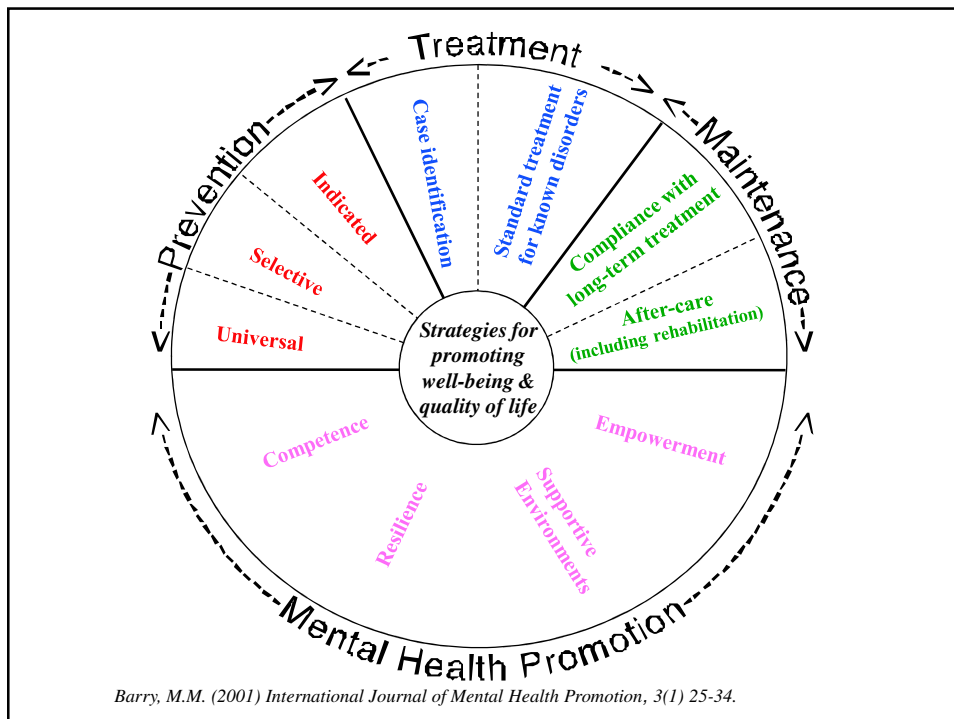 Treatment
Prevention
Maintenance
Case identification
Standard treatment
for known disorders
Indicated
Selective
Universal
Compliance with
long-term treatment
After-care
(including rehabilitation)
Strategies for
promoting
well-being &
quality of life
Competence
Resilience
Supportive
Environments
Empowerment
Mental Health Promotion
Barry, M.M. (2001) International Journal of Mental Health Promotion, 3(1) 25-34.